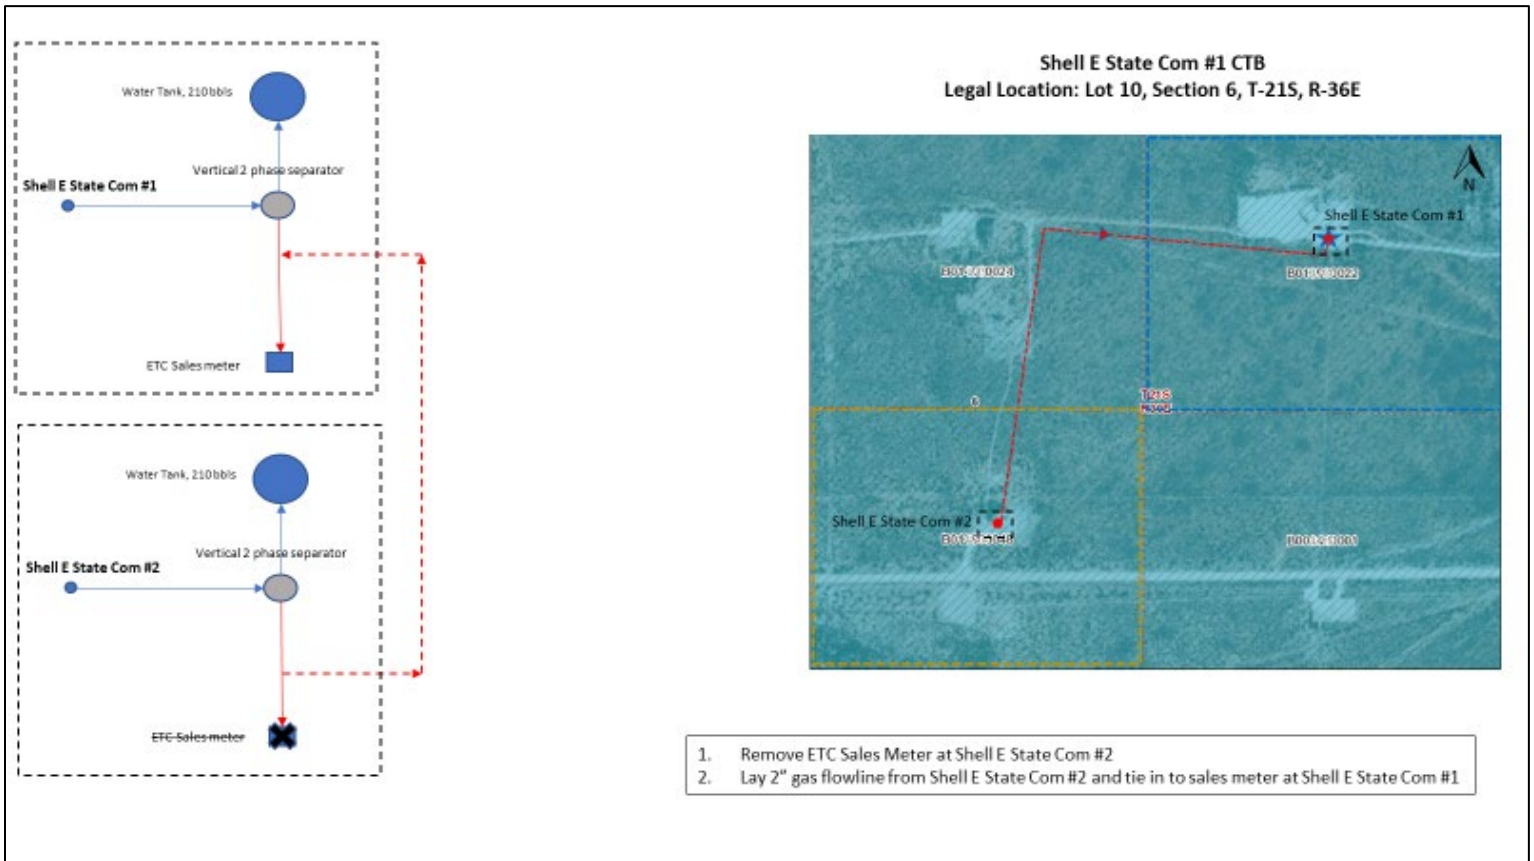 Water Tank, 210 bbls
Vertical 2 phase separator
Shell E State Com #1
ETC Sales meter
Water Tank, 210 bbls
Vertical 2 phase separator
Shell E State Com #2
ETC Sales meter
Shell E State Com #1 CTB
Legal Location: Lot 10, Section 6, T-21S, R-36E
N
Shell E State Com #1
6
T21S
Shell E State Com #2
1. Remove ETC Sales Meter at Shell E State Com #2
2. Lay 2" gas flowline from Shell E State Com #2 and tie in to sales meter at Shell E State Com #1